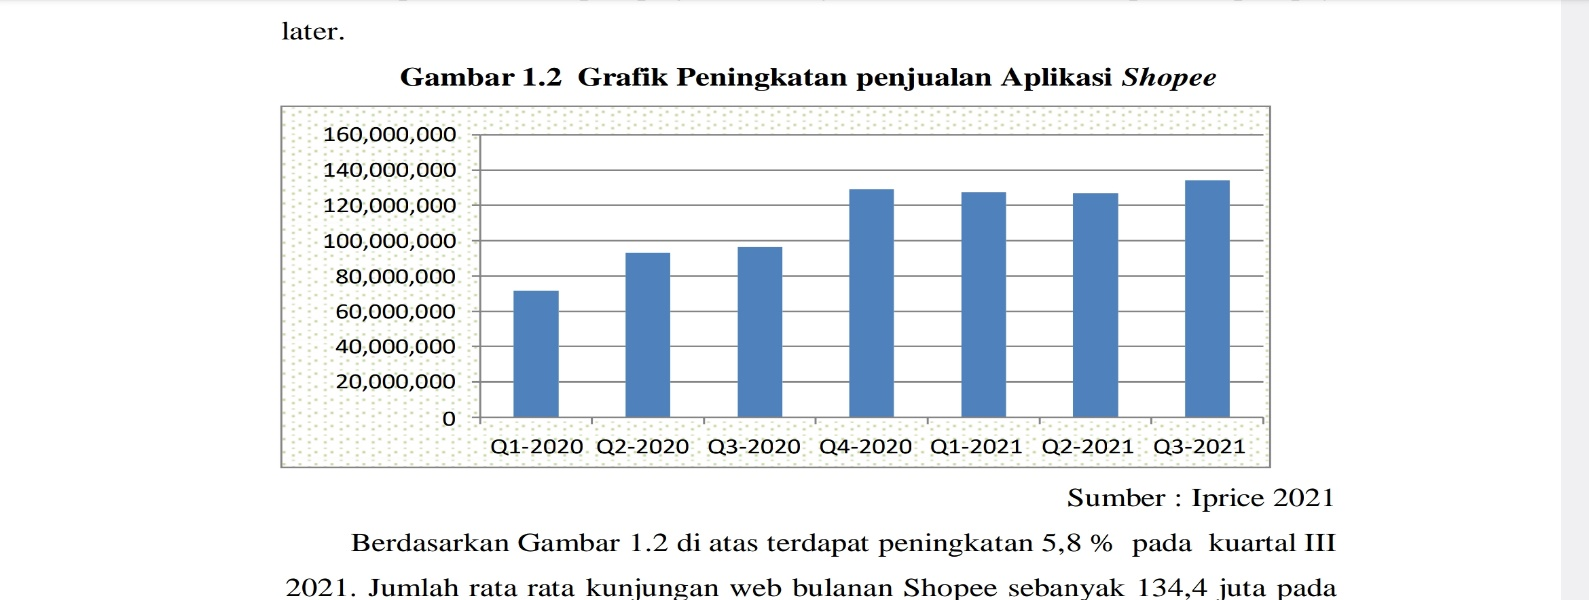 later.
Gambar 1.2 Grafik Peningkatan penjualan Aplikasi Shopee
160,000,000
140,000,000
120,000,000
100,000,000
80,000,000
60,000,000
40,000,000
20,000,000
0
Q1-2020 Q2-2020 Q3-2020 Q4-2020 Q1-2021 Q2-2021 Q3-2021
Sumber : Iprice 2021
Berdasarkan Gambar 1.2 di atas terdapat peningkatan 5,8 % pada kuartal III
2021. Jumlah rata rata kunjungan web bulanan Shopee sebanyak 134,4 juta pada